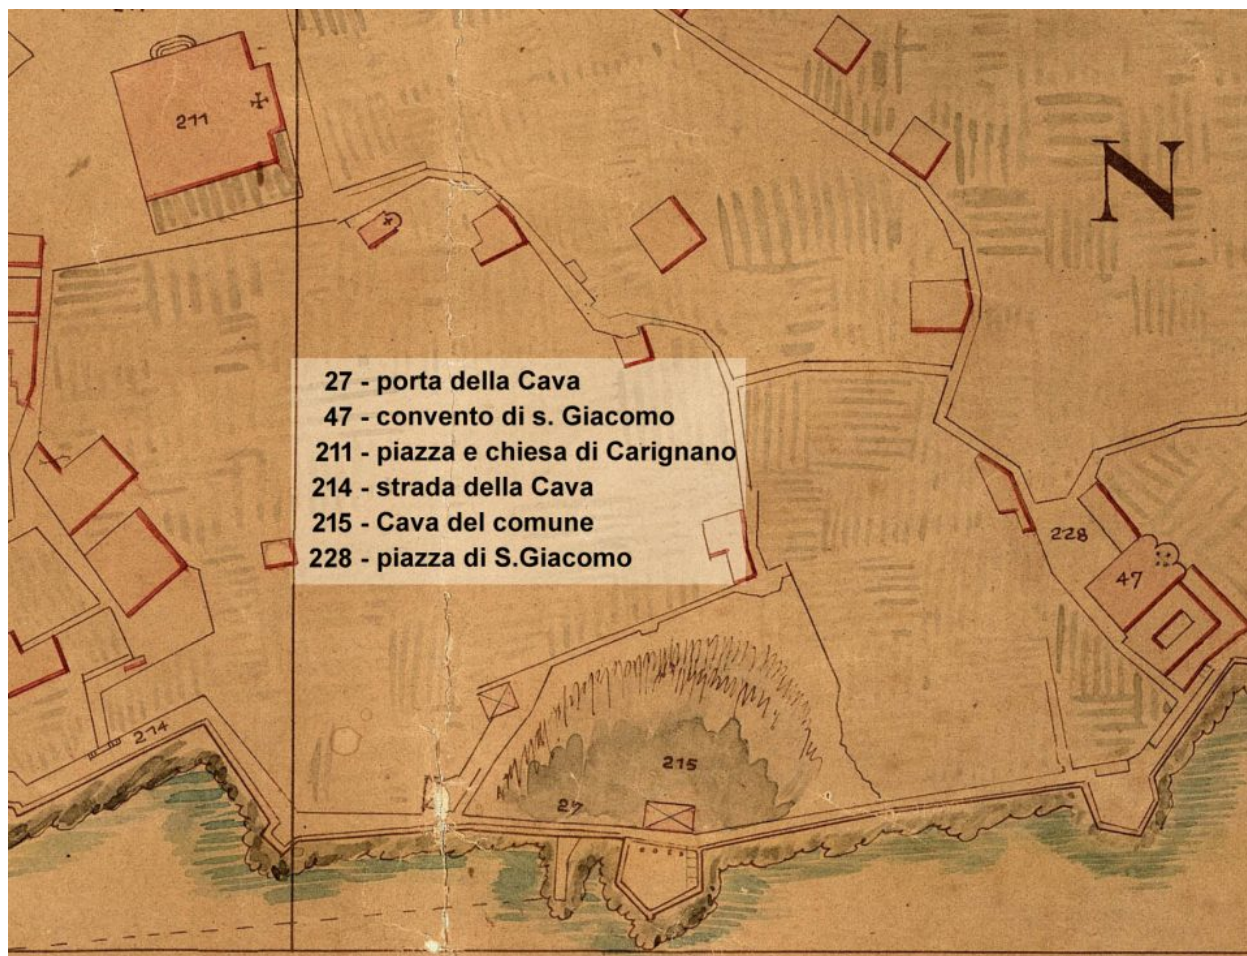 211
N
27 - porta della Cava
47 - convento di s. Giacomo
211 - piazza e chiesa di Carignano
214 - strada della Cava
215 - Cava del comune
228 - piazza di S.Giacomo
228
47
214
215
27